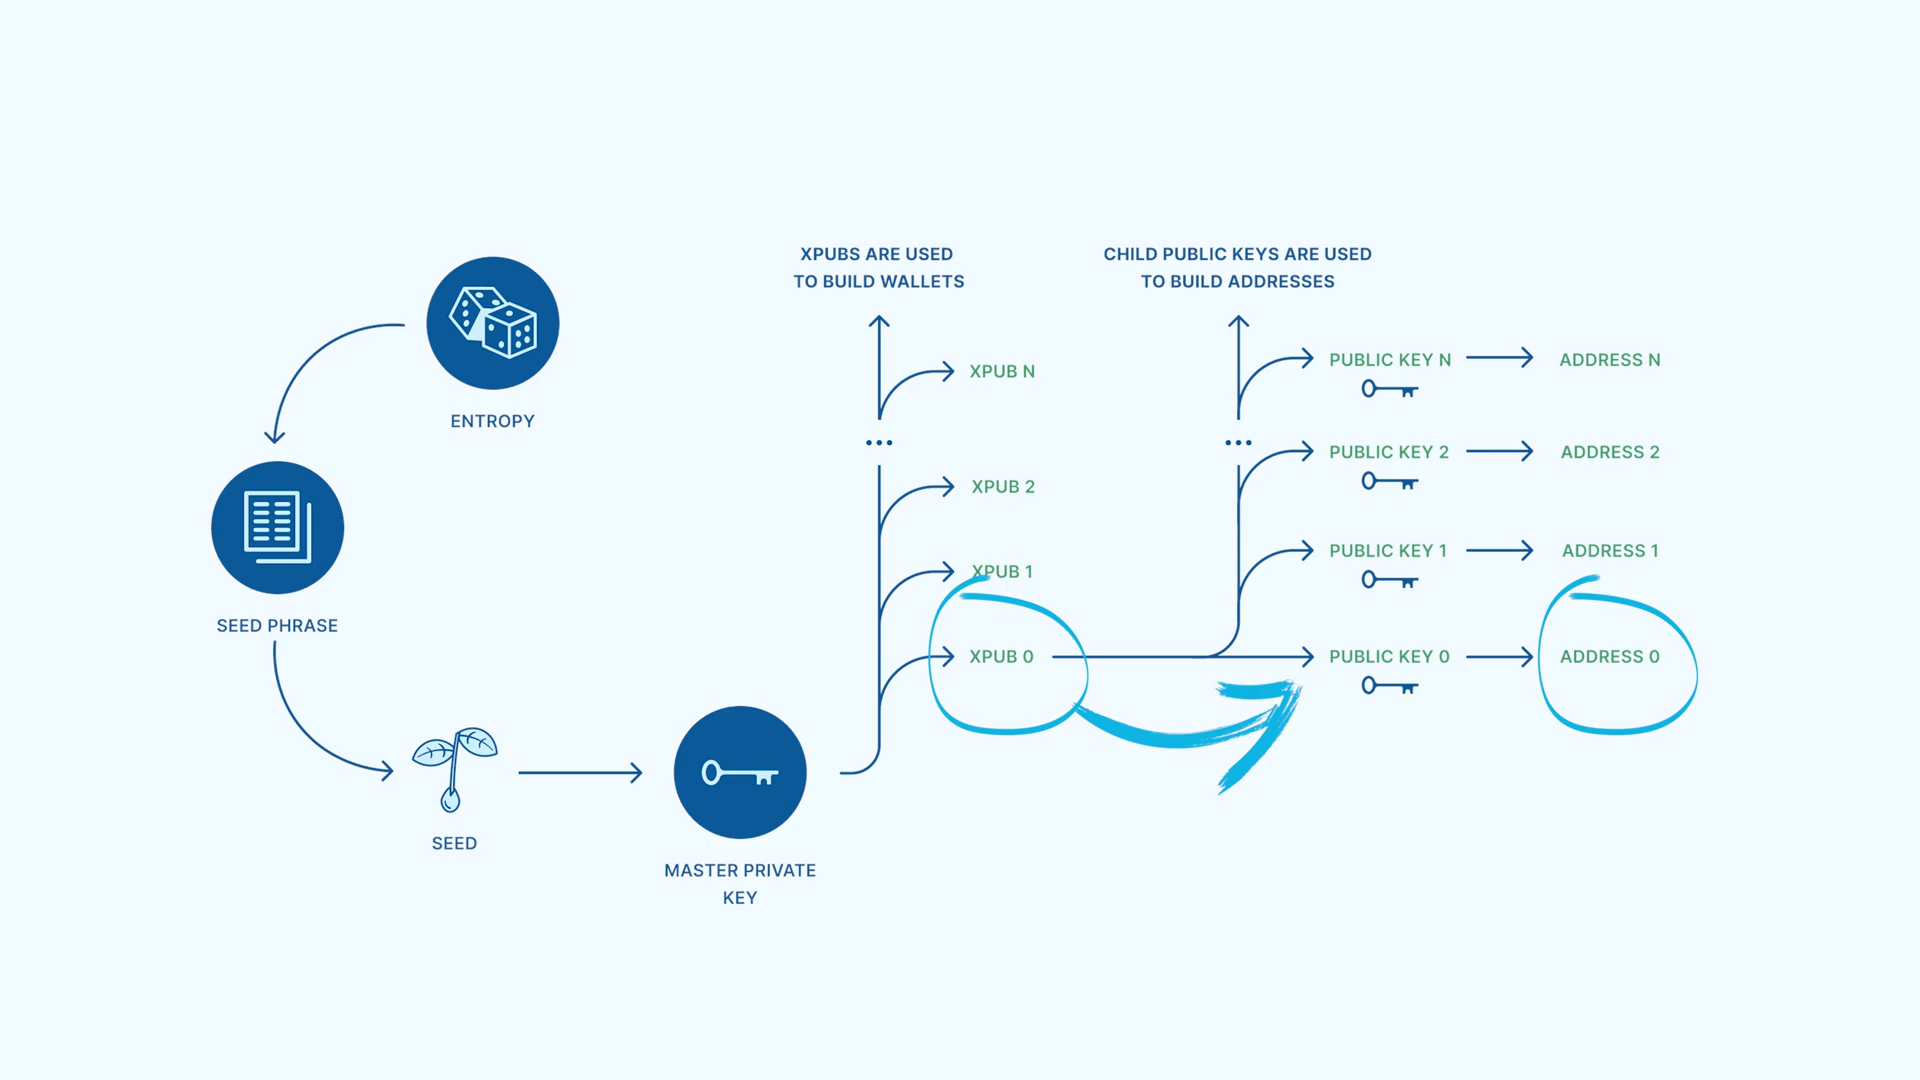 ENTROPY
SEED PHRASE
SEED
MASTER PRIVATE
KEY
XPUBS ARE USED
TO BUILD WALLETS
XPUB N
...
XPUB 2
XPUB 1
XPUB 0
CHILD PUBLIC KEYS ARE USED
TO BUILD ADDRESSES
PUBLIC KEY N
ADDRESS N
...
PUBLIC KEY 2
ADDRESS 2
PUBLIC KEY 1
ADDRESS 1
PUBLIC KEY 0
ADDRESS 0